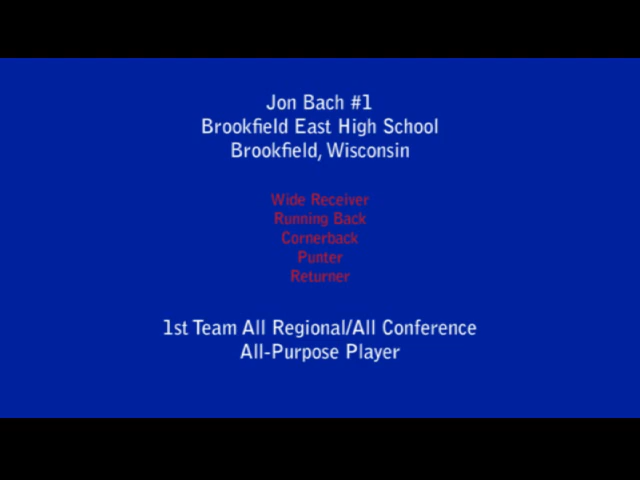 Jon Bach #1
Brookfield East High School
Brookfield, Wisconsin
Wide Receiver
Running Back
Cornerback
Punter
Returner
1st Team All Regional/All Conference
All-Purpose Player